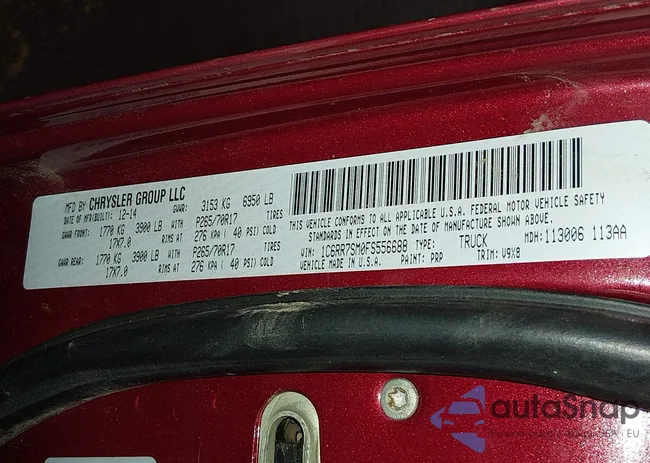 MFD BY CHRYSLER GROUP LLC
DATE OF MFR(BUILT): 12-14 GVWR: 3153 KG 6950 LB
GAWR FRONT: 1770 KG 3900 LB WITH P265/70R17 TIRES
17X7.0 RIMS AT 276 KPA ( 40 PSI) COLD
GAWR REAR: 1770 KG 3900 LB WITH P265/70R17 TIRES
17X7.0 RIMS AT 276 KPA ( 40 PSI) COLD
THIS VEHICLE CONFORMS TO ALL APPLICABLE U.S.A. FEDERAL MOTOR VEHICLE SAFETY
STANDARDS IN EFFECT ON THE DATE OF MANUFACTURE SHOWN ABOVE.
VIN: 1C6RR7SM0FS556688 TYPE: TRUCK MDH: 113006 113AA
VEHICLE MADE IN U.S.A. PAINT: PRP TRIM: V9X8
autoSnap
EU